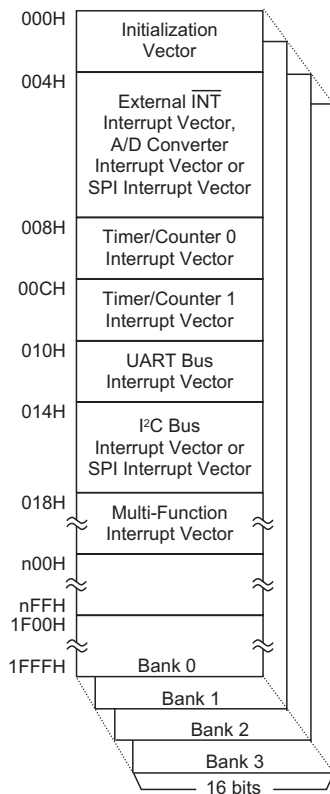 000H
Initialization
Vector
004H
External I̅N̅T̅
Interrupt Vector,
A/D Converter
Interrupt Vector or
SPI Interrupt Vector
008H
Timer/Counter 0
Interrupt Vector
00CH
Timer/Counter 1
Interrupt Vector
010H
UART Bus
Interrupt Vector
014H
I²C Bus
Interrupt Vector or
SPI Interrupt Vector
018H
Multi-Function
Interrupt Vector
n00H
nFFH
1F00H
1FFFH
Bank 0
Bank 1
Bank 2
Bank 3
16 bits